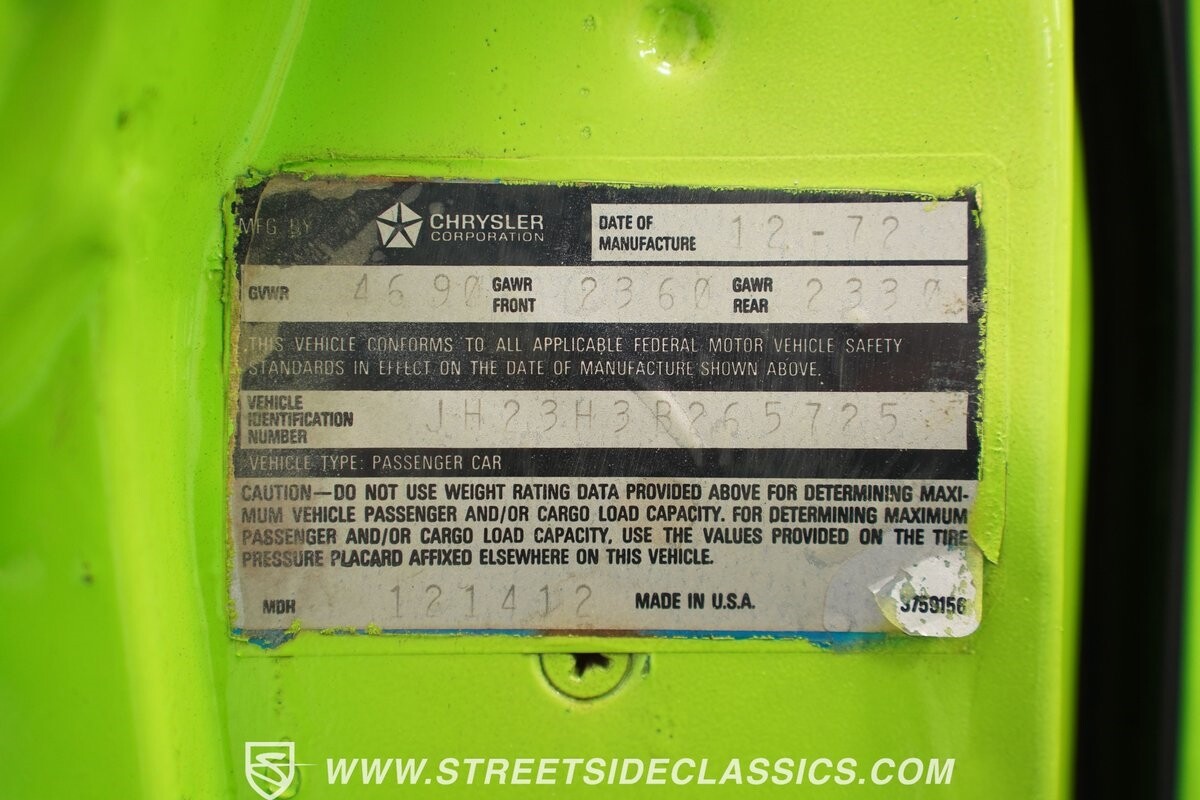 MFG BY CHRYSLER CORPORATION DATE OF MANUFACTURE 12-72
GVWR 4690 GAWR FRONT 2360 GAWR REAR 2330
THIS VEHICLE CONFORMS TO ALL APPLICABLE FEDERAL MOTOR VEHICLE SAFETY
STANDARDS IN EFFECT ON THE DATE OF MANUFACTURE SHOWN ABOVE.
VEHICLE IDENTIFICATION NUMBER JH23H3B265725
VEHICLE TYPE: PASSENGER CAR
CAUTION—DO NOT USE WEIGHT RATING DATA PROVIDED ABOVE FOR DETERMINING MAXI-
MUM VEHICLE PASSENGER AND/OR CARGO LOAD CAPACITY. FOR DETERMINING MAXIMUM
PASSENGER AND/OR CARGO LOAD CAPACITY, USE THE VALUES PROVIDED ON THE TIRE
PRESSURE PLACARD AFFIXED ELSEWHERE ON THIS VEHICLE.
MDH 121412 MADE IN U.S.A. 3759156
WWW.STREETSIDECLASSICS.COM